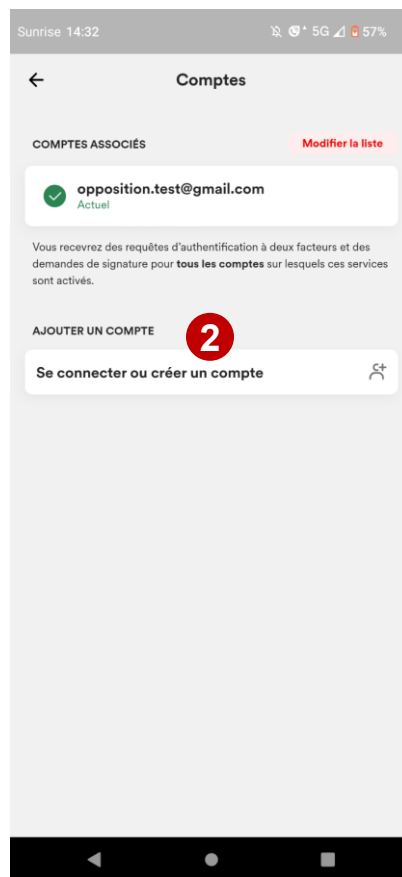 Sunrise 14:32 5G 57%
Comptes
COMPTES ASSOCIÉS Modifier la liste
opposition.test@gmail.com
Actuel
Vous recevrez des requêtes d'authentification à deux facteurs et des
demandes de signature pour tous les comptes sur lesquels ces services
sont activés.
AJOUTER UN COMPTE
2
Se connecter ou créer un compte